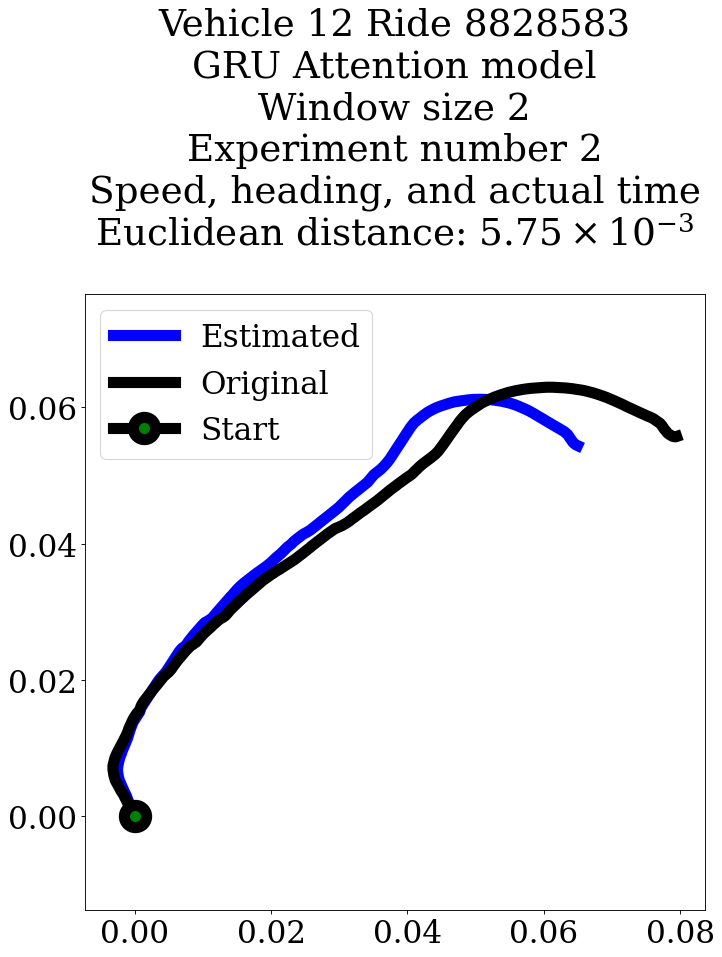 Vehicle 12 Ride 8828583
GRU Attention model
Window size 2
Experiment number 2
Speed, heading, and actual time
Euclidean distance: 5.75 × 10⁻³
Estimated
Original
Start
0.06
0.04
0.02
0.00
0.00 0.02 0.04 0.06 0.08